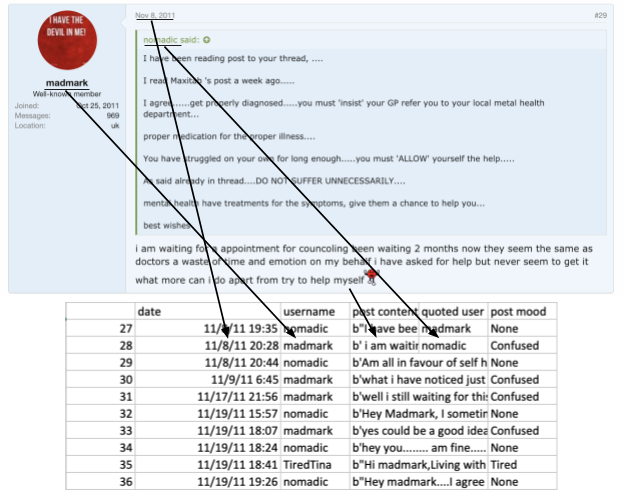 I HAVE THE
DEVIL IN ME!
madmark
Well-known member
Joined: Oct 25, 2011
Messages: 969
Location: uk
Nov 8, 2011
#29
nomadic said:
I have been reading post to your thread, ....
I read Maxitab 's post a week ago.....
I agree......get properly diagnosed.....you must 'insist' your GP refer you to your local metal health
department...
proper medication for the proper illness....
You have struggled on your own for long enough.....you must 'ALLOW' yourself the help.....
As said already in thread....DO NOT SUFFER UNNECESSARILY....
mental health have treatments for the symptoms, give them a chance to help you...
best wishes
i am waiting for a appointment for councoling been waiting 2 months now they seem the same as
doctors a waste of time and emotion on my behalf i have asked for help but never seem to get it
what more can i do apart from try to help myself
date username post content quoted user post mood
27 11/8/11 19:35 nomadic b"I have bee madmark None
28 11/8/11 20:28 madmark b' i am waitin nomadic Confused
29 11/8/11 20:44 nomadic b'Am all in favour of self h None
30 11/9/11 6:45 madmark b'what i have noticed just Confused
31 11/17/11 21:56 madmark b'well i still waiting for this Confused
32 11/19/11 15:57 nomadic b'Hey Madmark, I sometin None
33 11/19/11 18:07 madmark b'yes could be a good idea Confused
34 11/19/11 18:24 nomadic b'hey you........ am fine..... None
35 11/19/11 18:41 TiredTina b"Hi madmark,Living with Tired
36 11/19/11 19:26 nomadic b"Hey madmark....I agree None